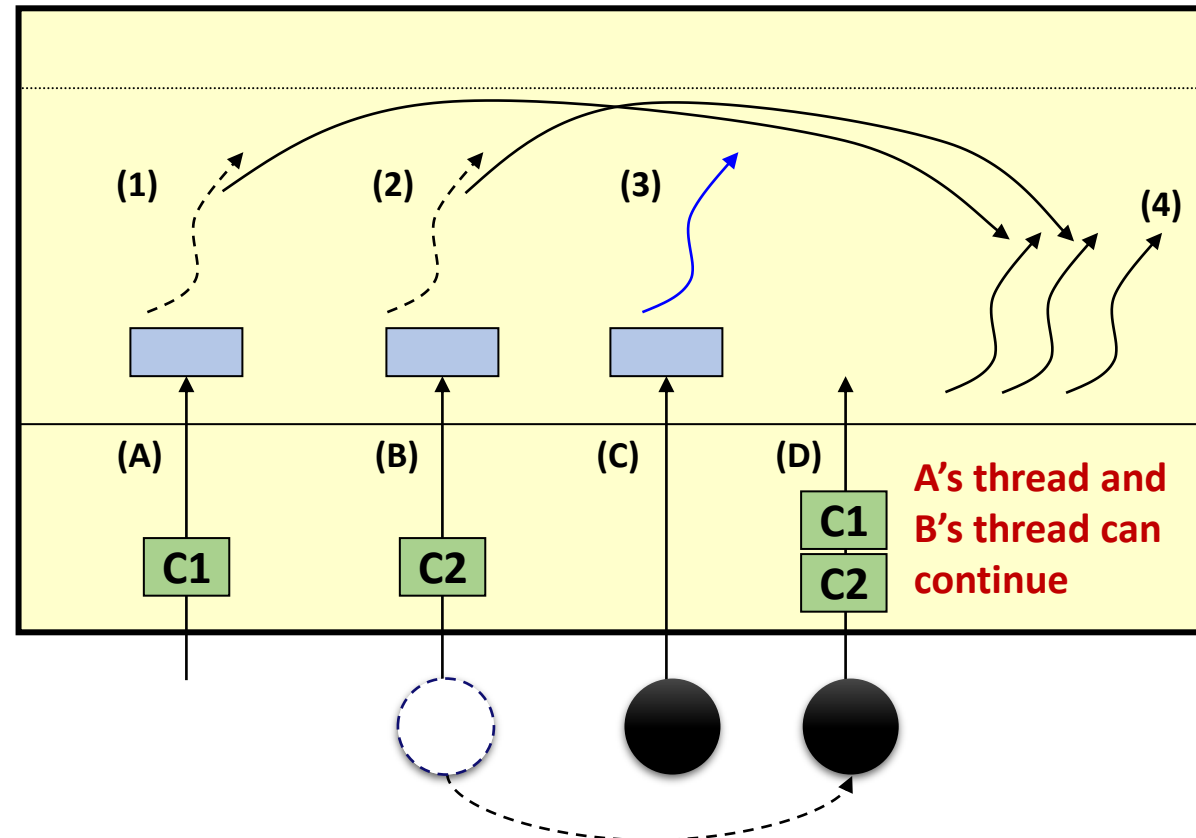 (1)
(2)
(3)
(4)
(A)
(B)
(C)
(D)
C1
C2
C1
C2
A’s thread and
B’s thread can
continue